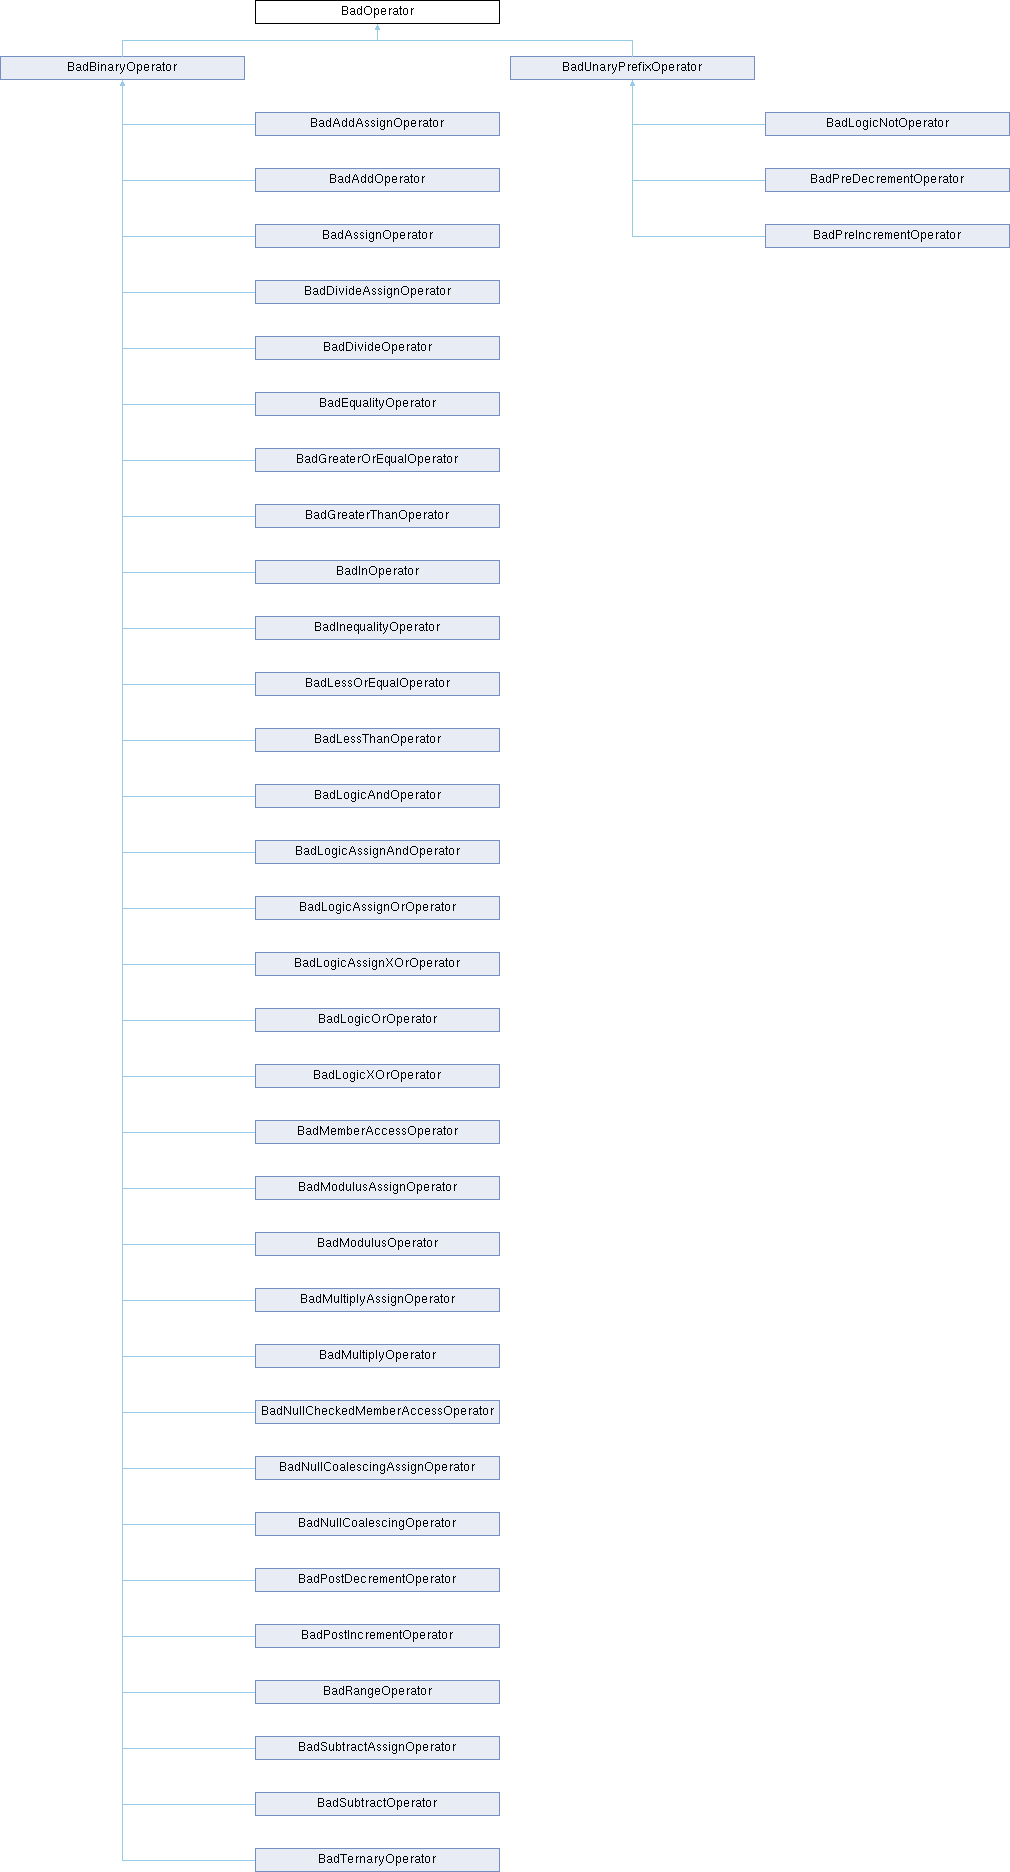 BadOperator
BadBinaryOperator
BadUnaryPrefixOperator
BadAddAssignOperator
BadLogicNotOperator
BadAddOperator
BadPreDecrementOperator
BadAssignOperator
BadPreIncrementOperator
BadDivideAssignOperator
BadDivideOperator
BadEqualityOperator
BadGreaterOrEqualOperator
BadGreaterThanOperator
BadInOperator
BadInequalityOperator
BadLessOrEqualOperator
BadLessThanOperator
BadLogicAndOperator
BadLogicAssignAndOperator
BadLogicAssignOrOperator
BadLogicAssignXOrOperator
BadLogicOrOperator
BadLogicXOrOperator
BadMemberAccessOperator
BadModulusAssignOperator
BadModulusOperator
BadMultiplyAssignOperator
BadMultiplyOperator
BadNullCheckedMemberAccessOperator
BadNullCoalescingAssignOperator
BadNullCoalescingOperator
BadPostDecrementOperator
BadPostIncrementOperator
BadRangeOperator
BadSubtractAssignOperator
BadSubtractOperator
BadTernaryOperator